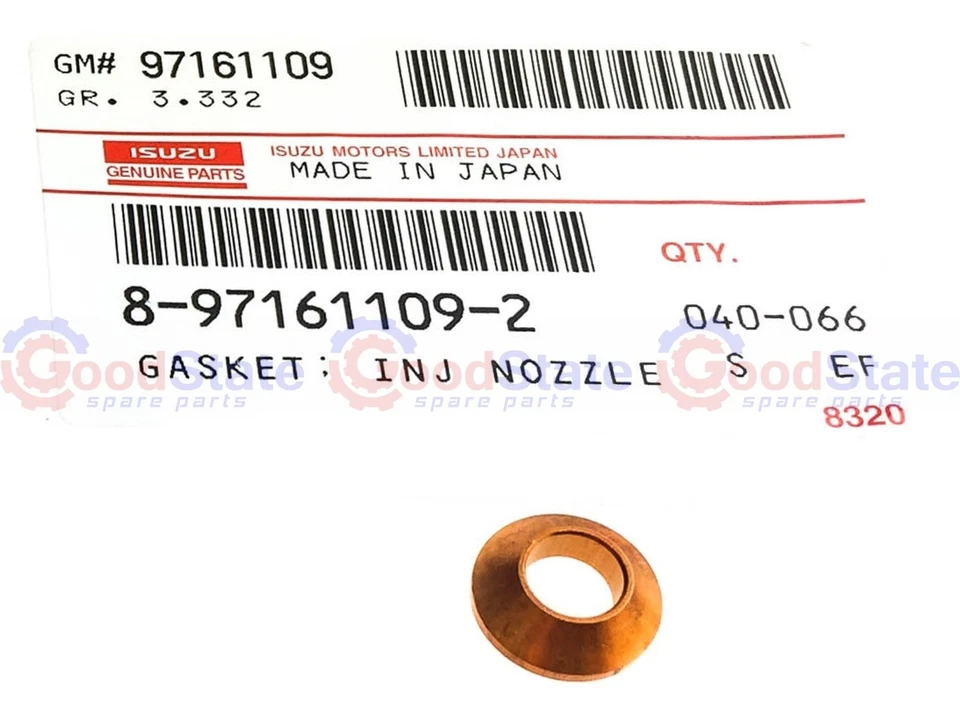 GM# 97161109
GR. 3.332
ISUZU
GENUINE PARTS
ISUZU MOTORS LIMITED JAPAN
MADE IN JAPAN
QTY.
8-97161109-2
040-066
GASKET; INJ NOZZLE S EF
GoodState GoodState GoodState
spare parts spare parts spare parts
8320